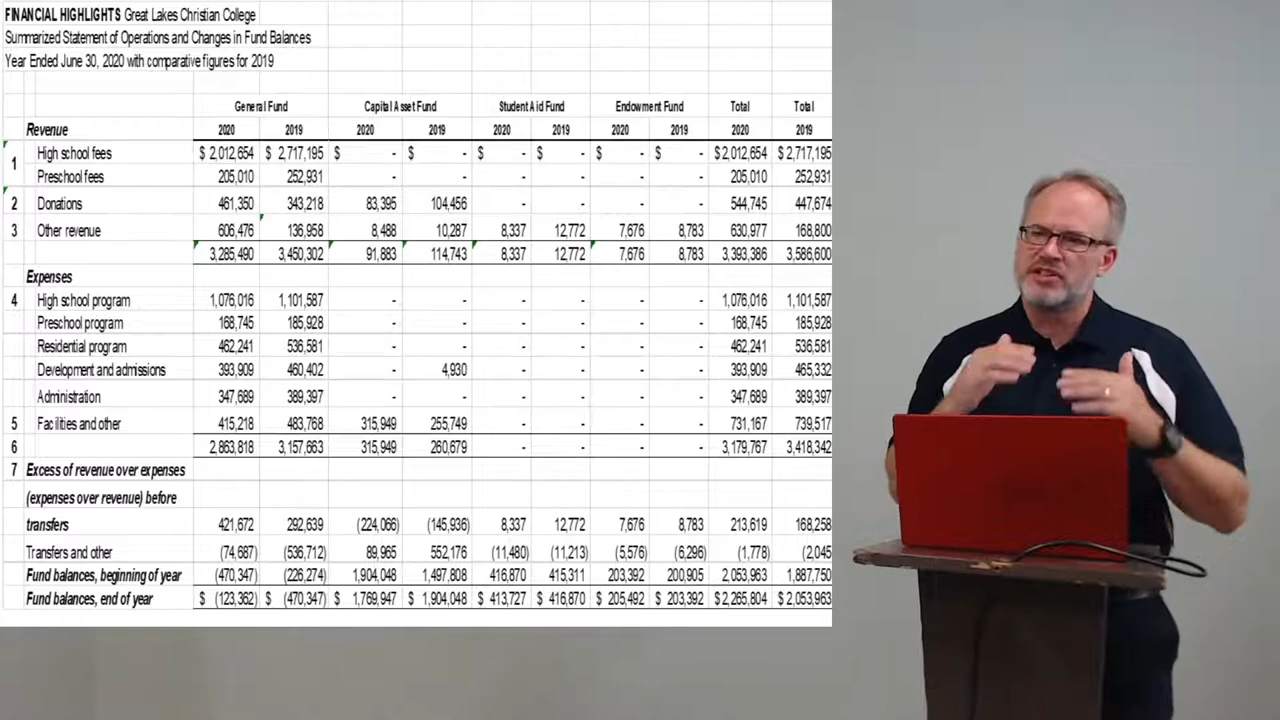 FINANCIAL HIGHLIGHTS Great Lakes Christian College
Summarized Statement of Operations and Changes in Fund Balances
Year Ended June 30, 2020 with comparative figures for 2019
General Fund Capital Asset Fund Student Aid Fund Endowment Fund Total Total
Revenue 2020 2019 2020 2019 2020 2019 2020 2019 2020 2019
1 High school fees $ 2,012,654 $ 2,717,195 $ - $ - $ - $ - $ - $ - $ 2,012,654 $ 2,717,195
Preschool fees 205,010 252,931 - - - - - - 205,010 252,931
2 Donations 461,350 343,218 83,395 104,456 - - - - 544,745 447,674
3 Other revenue 606,476 136,958 8,488 10,287 8,337 12,772 7,676 8,783 630,977 168,800
3,285,490 3,450,302 91,883 114,743 8,337 12,772 7,676 8,783 3,393,386 3,586,600
Expenses
4 High school program 1,076,016 1,101,587 - - - - - - 1,076,016 1,101,587
Preschool program 168,745 185,928 - - - - - - 168,745 185,928
Residential program 462,241 536,581 - - - - - - 462,241 536,581
Development and admissions 393,909 460,402 - 4,930 - - - - 393,909 465,332
Administration 347,689 389,397 - - - - - - 347,689 389,397
5 Facilities and other 415,218 483,768 315,949 255,749 - - - - 731,167 739,517
6 2,863,818 3,157,663 315,949 260,679 - - - - 3,179,767 3,418,342
7 Excess of revenue over expenses
(expenses over revenue) before
transfers 421,672 292,639 (224,066) (145,936) 8,337 12,772 7,676 8,783 213,619 168,258
Transfers and other (74,687) (536,712) 89,965 552,176 (11,480) (11,213) (5,576) (6,296) (1,778) (2,045
Fund balances, beginning of year (470,347) (226,274) 1,904,048 1,497,808 416,870 415,311 203,392 200,905 2,053,963 1,887,750
Fund balances, end of year $ (123,362) $ (470,347) $ 1,769,947 $ 1,904,048 $ 413,727 $ 416,870 $ 205,492 $ 203,392 $ 2,265,804 $ 2,053,963